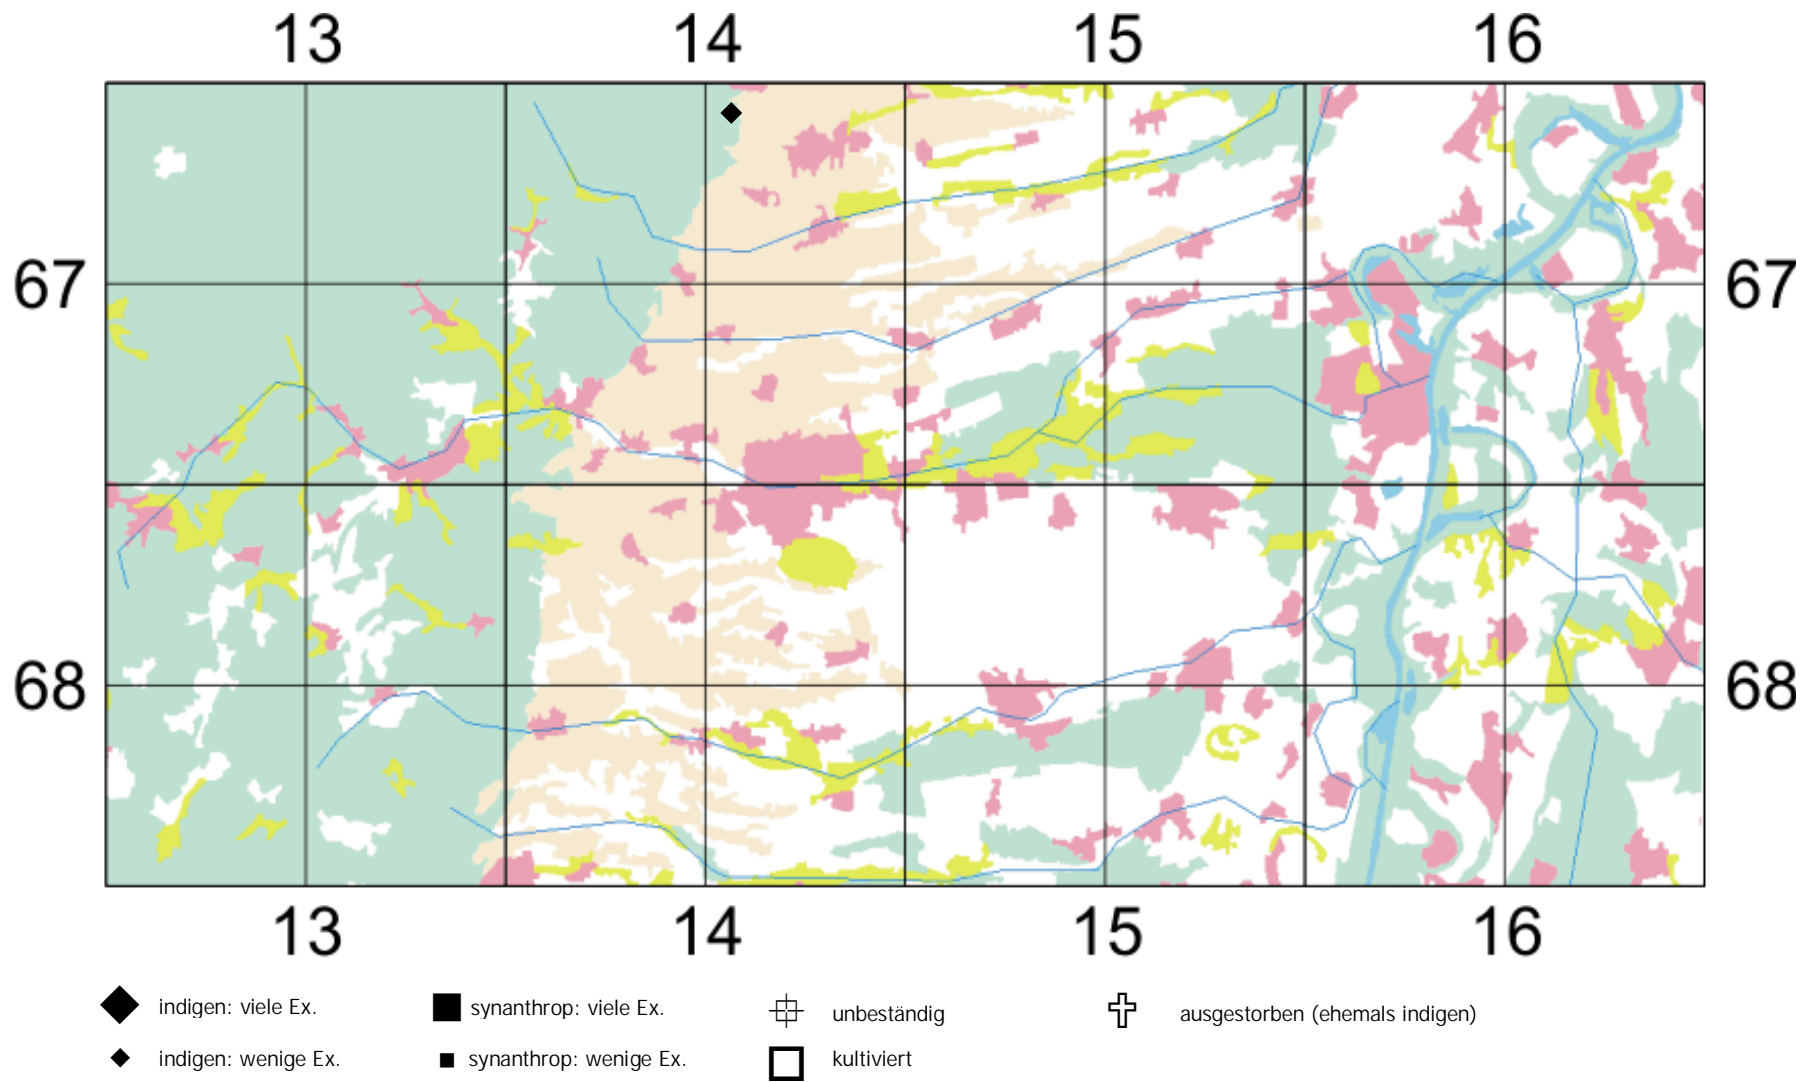 13 14 15 16
67 67
68 68
13 14 15 16
indigen: viele Ex. synanthrop: viele Ex. unbeständig ausgestorben (ehemals indigen)
indigen: wenige Ex. synanthrop: wenige Ex. kultiviert